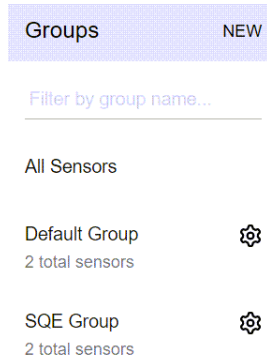 Groups NEW
Filter by group name...
All Sensors
Default Group
2 total sensors
SQE Group
2 total sensors